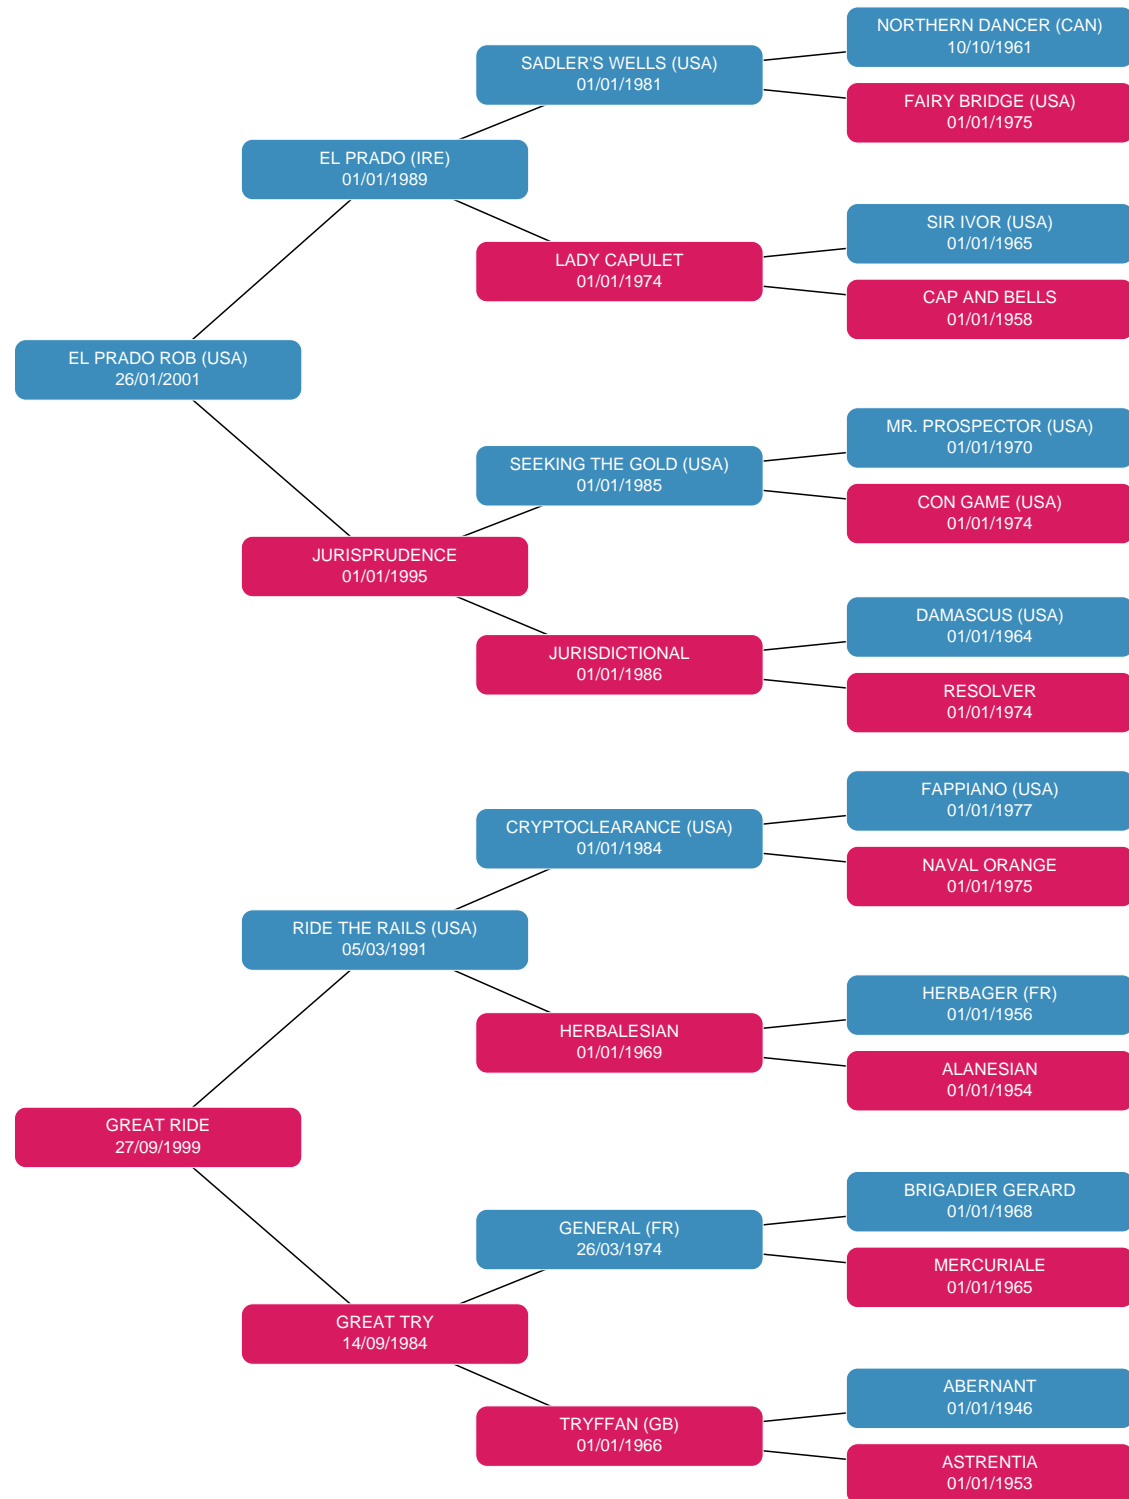 NORTHERN DANCER (CAN)
10/10/1961
SADLER'S WELLS (USA)
01/01/1981
FAIRY BRIDGE (USA)
01/01/1975
EL PRADO (IRE)
01/01/1989
SIR IVOR (USA)
01/01/1965
LADY CAPULET
01/01/1974
CAP AND BELLS
01/01/1958
EL PRADO ROB (USA)
26/01/2001
MR. PROSPECTOR (USA)
01/01/1970
SEEKING THE GOLD (USA)
01/01/1985
CON GAME (USA)
01/01/1974
JURISPRUDENCE
01/01/1995
DAMASCUS (USA)
01/01/1964
JURISDICTIONAL
01/01/1986
RESOLVER
01/01/1974
FAPPIANO (USA)
01/01/1977
CRYPTOCLEARANCE (USA)
01/01/1984
NAVAL ORANGE
01/01/1975
RIDE THE RAILS (USA)
05/03/1991
HERBAGER (FR)
01/01/1956
HERBALESIAN
01/01/1969
ALANESIAN
01/01/1954
GREAT RIDE
27/09/1999
BRIGADIER GERARD
01/01/1968
GENERAL (FR)
26/03/1974
MERCURIALE
01/01/1965
GREAT TRY
14/09/1984
ABERNANT
01/01/1946
TRYFFAN (GB)
01/01/1966
ASTRENTIA
01/01/1953